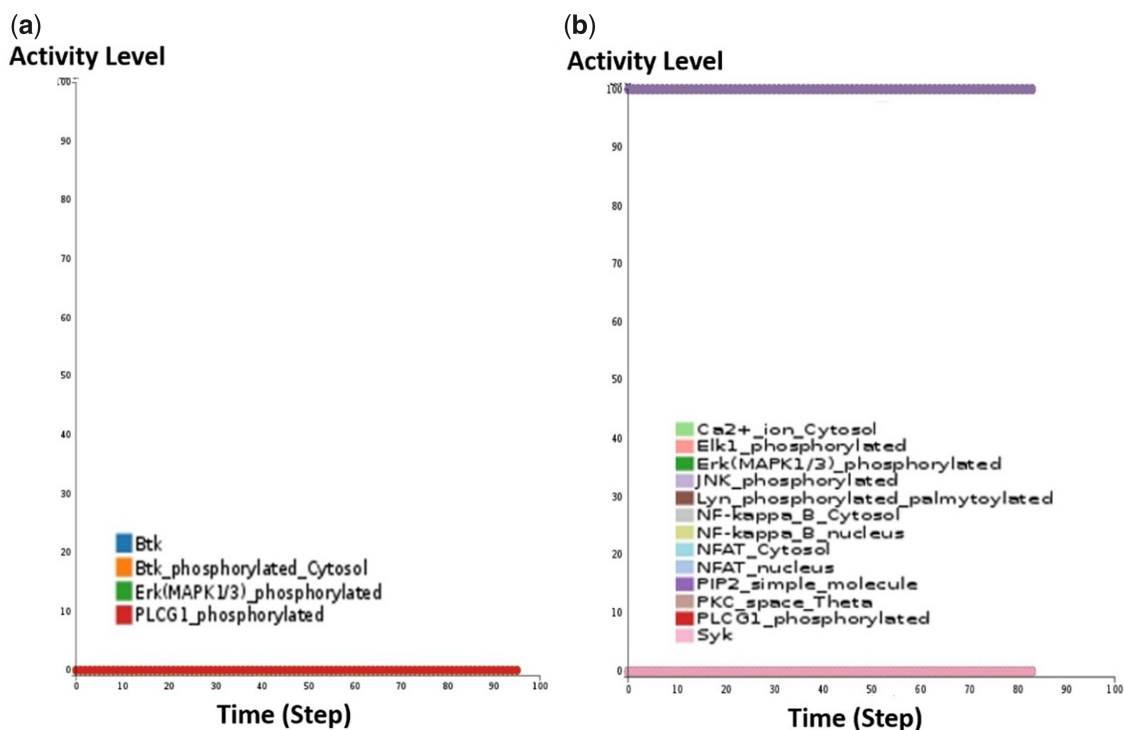 (a)
Activity Level
100
90
80
70
60
50
40
30
20
10
0
Btk
Btk_phosphorylated_Cytosol
Erk(MAPK1/3)_phosphorylated
PLCG1_phosphorylated
0 10 20 30 40 50 60 70 80 90 100
Time (Step)
(b)
Activity Level
100
90
80
70
60
50
40
30
20
10
0
Ca2+_ion_Cytosol
Elk1_phosphorylated
Erk(MAPK1/3)_phosphorylated
JNK_phosphorylated
Lyn_phosphorylated_palmytoylated
NF-kappa_B_Cytosol
NF-kappa_B_nucleus
NFAT_Cytosol
NFAT_nucleus
PIP2_simple_molecule
PKC_space_Theta
PLCG1_phosphorylated
Syk
0 10 20 30 40 50 60 70 80 90 100
Time (Step)